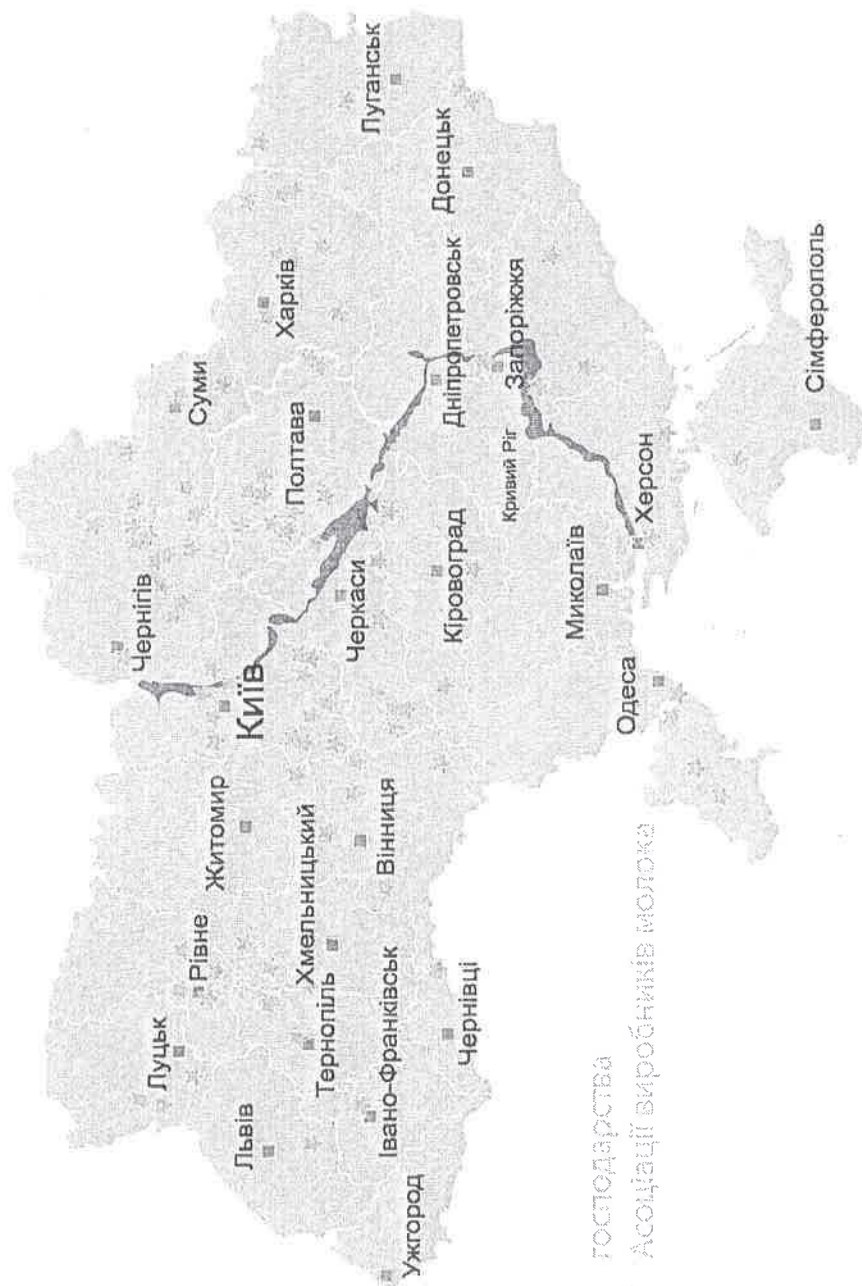 Чернігів
Суми
Луцьк
Рівне
Житомир
Київ
Харків
Львів
Полтава
Луганськ
Тернопіль
Хмельницький
Черкаси
Івано-Франківськ
Вінниця
Ужгород
Чернівці
Кіровоград
Дніпропетровськ
Донецьк
Кривий Ріг
Запоріжжя
Миколаїв
Одеса
Херсон
Сімферополь
господарства
Асоціації виробників молока